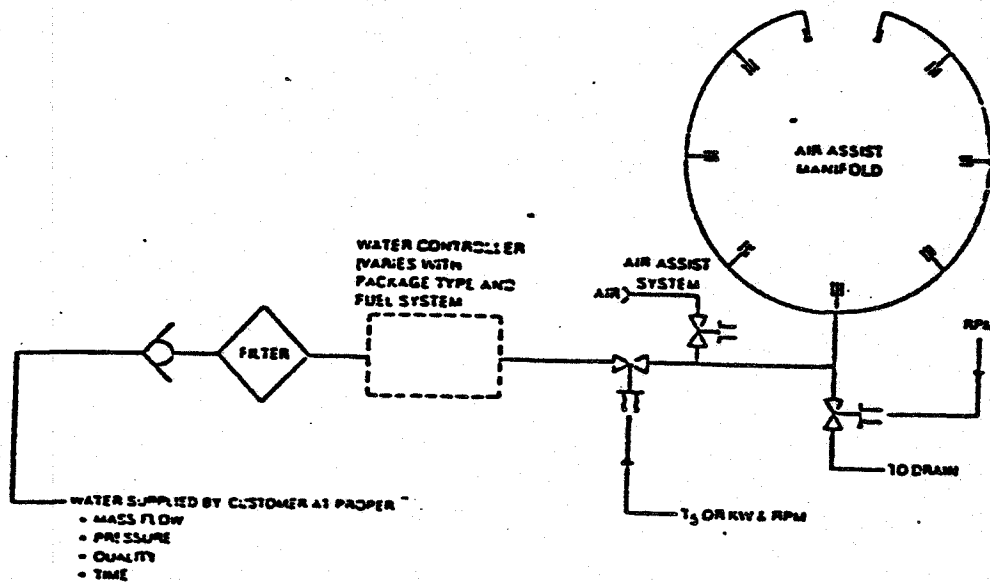 AIR ASSIST
MANIFOLD
WATER CONTROLLER
(VARIES WITH
PACKAGE TYPE AND
FUEL SYSTEM
AIR ASSIST
SYSTEM
AIR
FILTER
RPM
TO DRAIN
T5 OR KW & RPM
WATER SUPPLIED BY CUSTOMER AT PROPER
• MASS FLOW
• PRESSURE
• QUALITY
• TIME